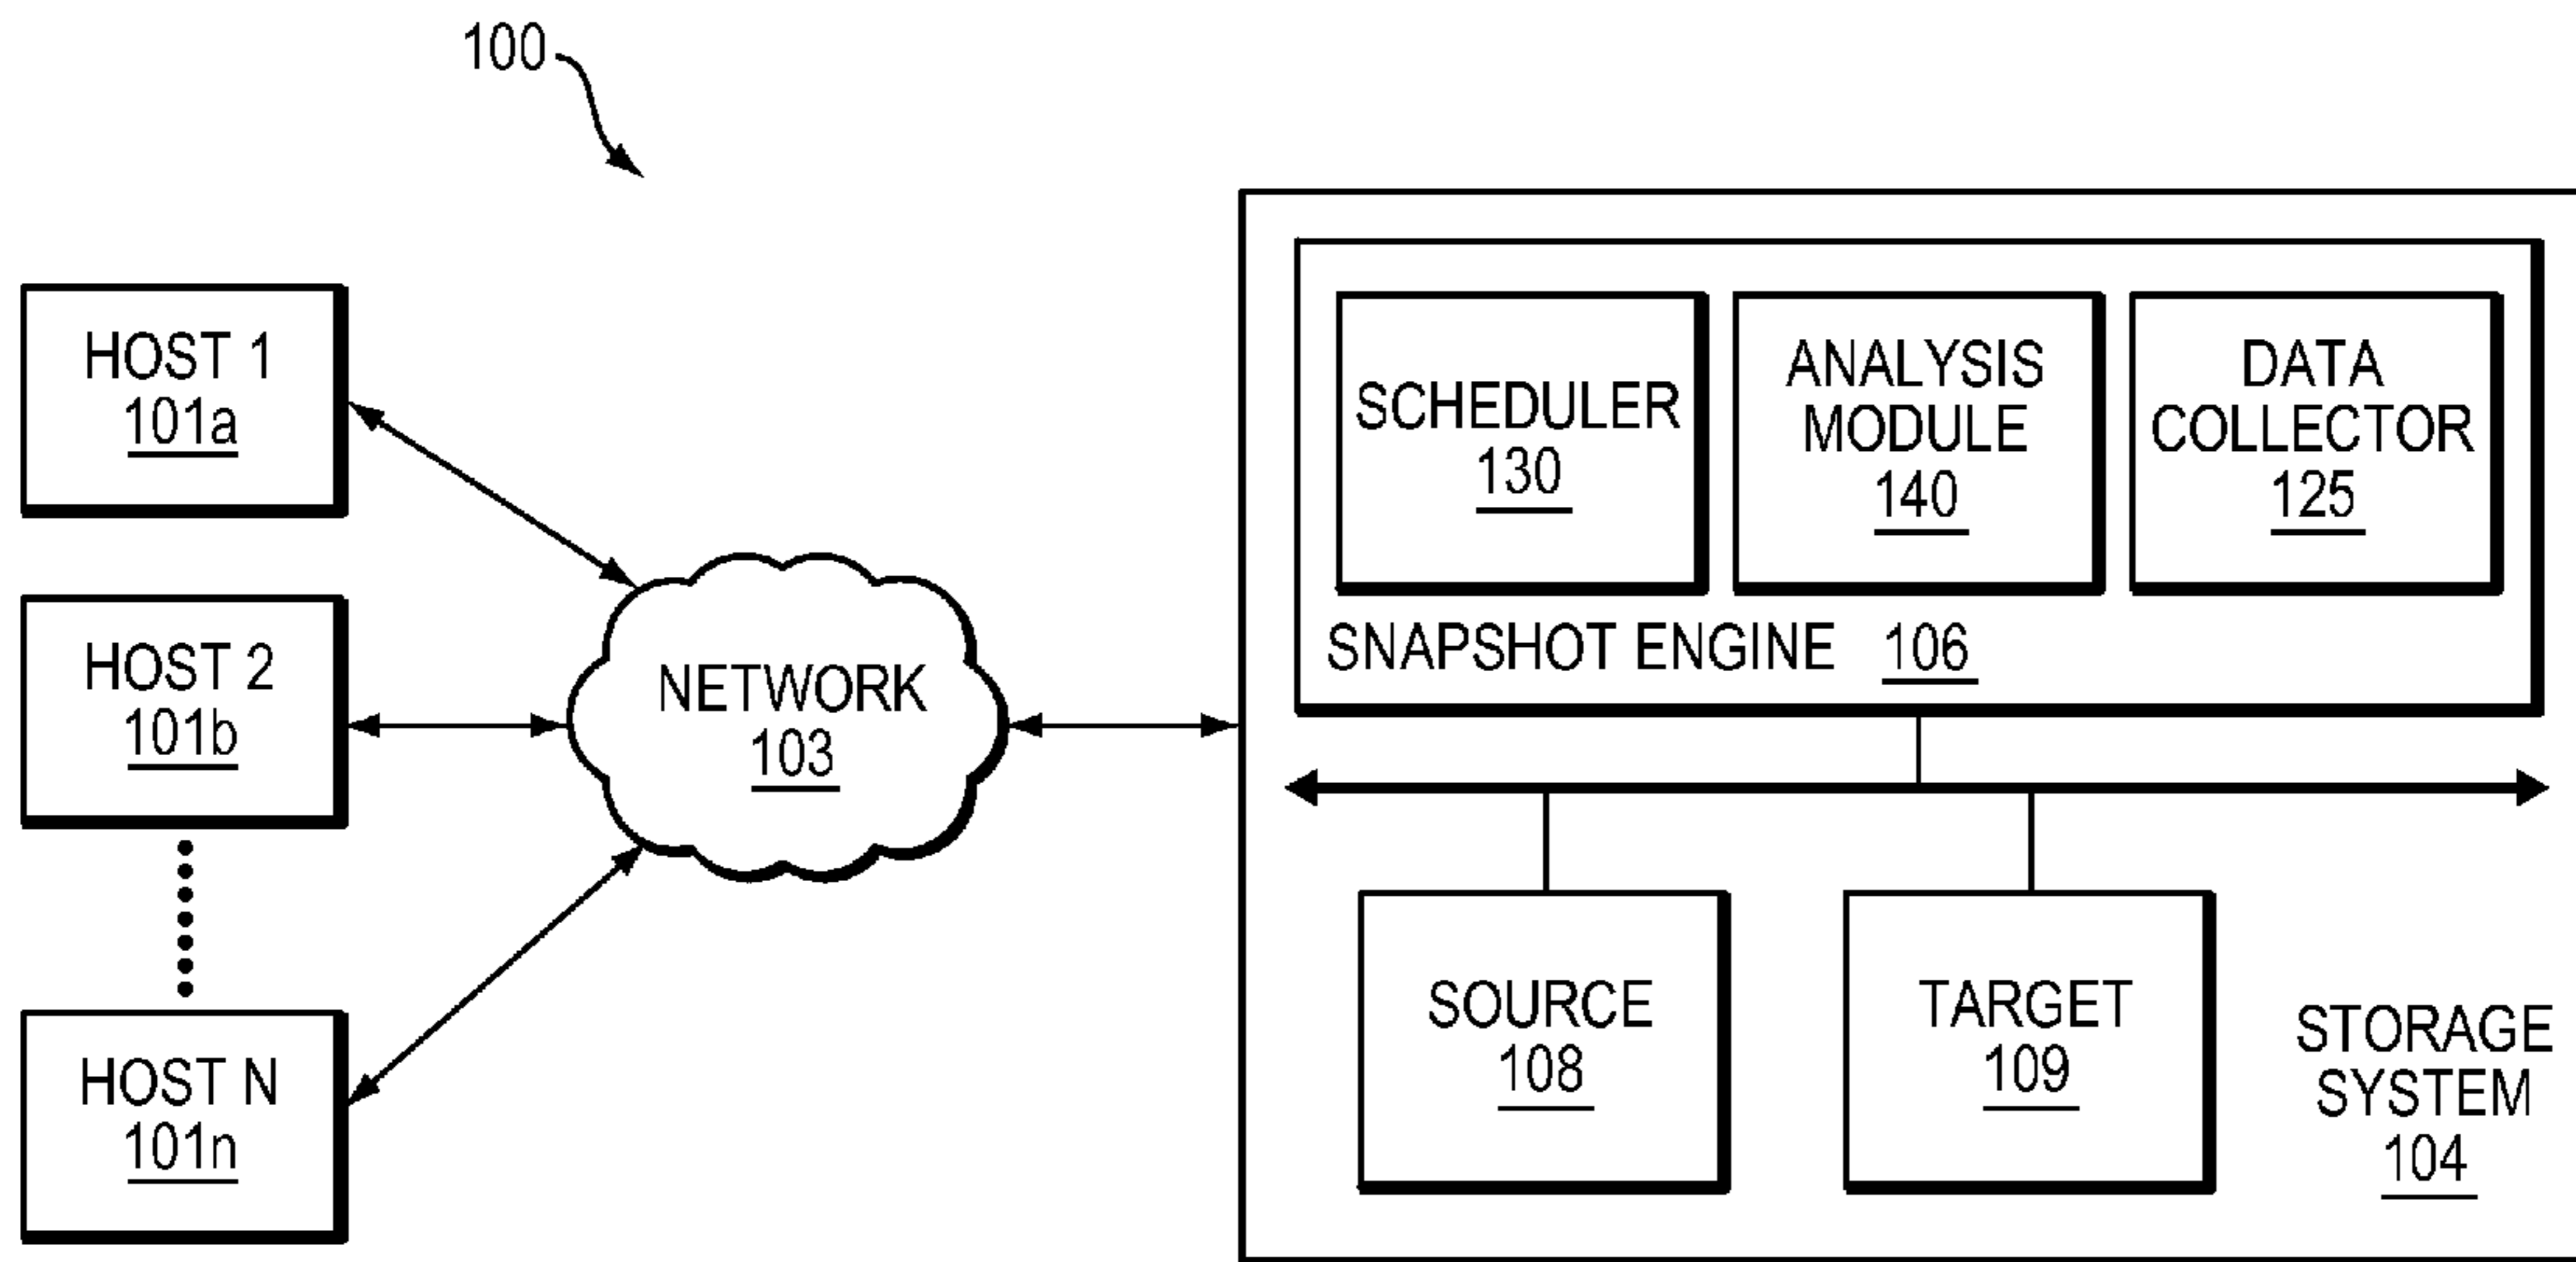 100
HOST 1
101a
HOST 2
101b
HOST N
101n
NETWORK
103
SCHEDULER
130
ANALYSIS
MODULE
140
DATA
COLLECTOR
125
SNAPSHOT ENGINE 106
SOURCE
108
TARGET
109
STORAGE
SYSTEM
104